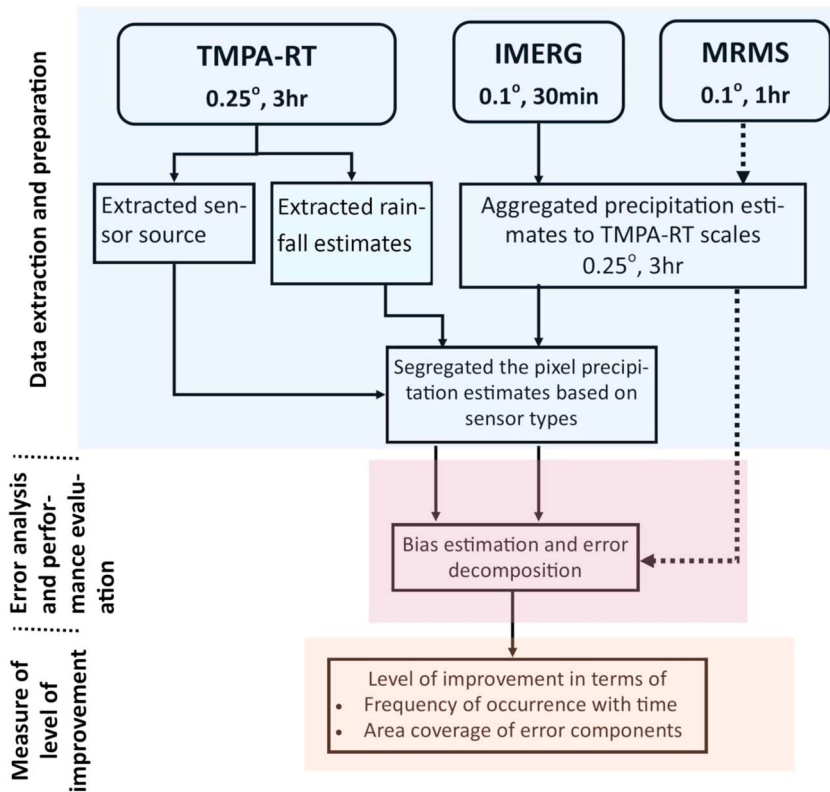 TMPA-RT
0.25°, 3hr
IMERG
0.1°, 30min
MRMS
0.1°, 1hr
Extracted sen-
sor source
Extracted rain-
fall estimates
Aggregated precipitation esti-
mates to TMPA-RT scales
0.25°, 3hr
Segregated the pixel precipi-
tation estimates based on
sensor types
Bias estimation and error
decomposition
Level of improvement in terms of
• Frequency of occurrence with time
• Area coverage of error components
Data extraction and preparation
Error analysis
and perfor-
mance evalu-
ation
Measure of
level of
improvement